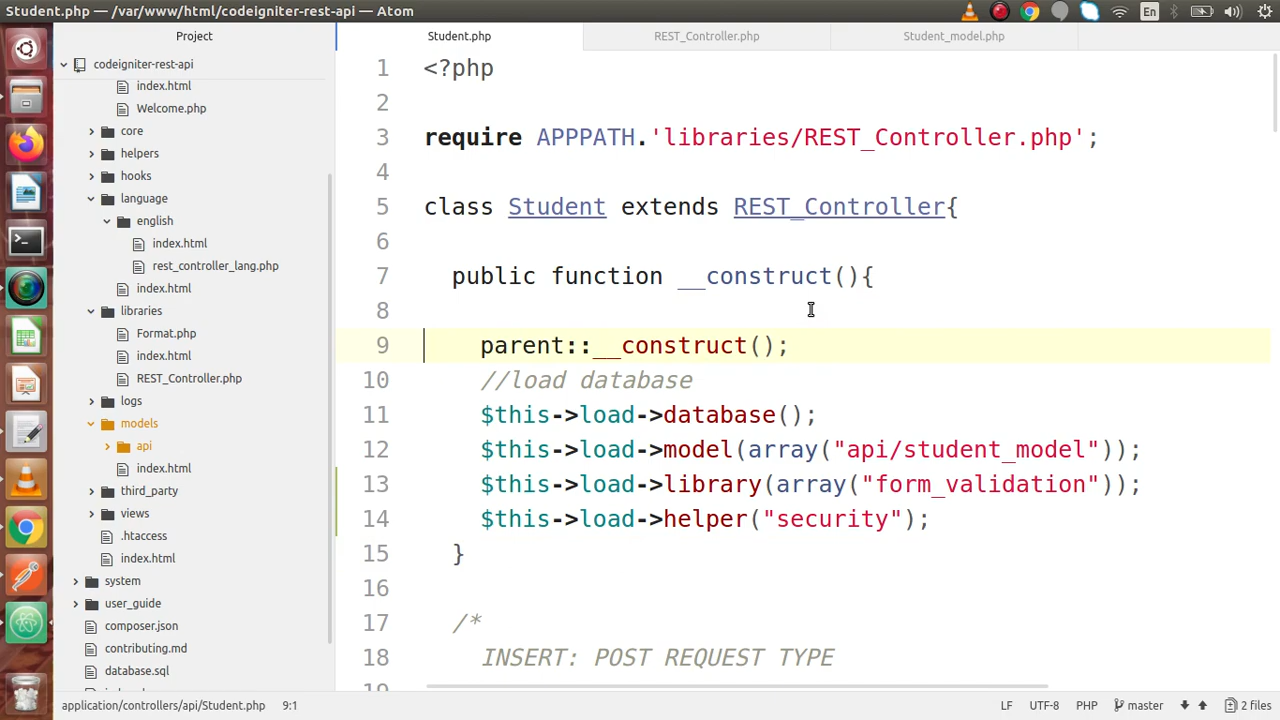 Student.php — /var/www/html/codeigniter-rest-api — Atom
En
Project
codeigniter-rest-api
index.html
Welcome.php
core
helpers
hooks
language
english
index.html
rest_controller_lang.php
index.html
libraries
Format.php
index.html
REST_Controller.php
logs
models
api
index.html
third_party
views
.htaccess
index.html
system
user_guide
composer.json
contributing.md
database.sql
Student.php
REST_Controller.php
Student_model.php
1 <?php
2
3 require APPPATH.'libraries/REST_Controller.php';
4
5 class Student extends REST_Controller{
6
7 public function __construct(){
8
9 parent::__construct();
10 //load database
11 $this->load->database();
12 $this->load->model(array("api/student_model"));
13 $this->load->library(array("form_validation"));
14 $this->load->helper("security");
15 }
16
17 /*
18 INSERT: POST REQUEST TYPE
application/controllers/api/Student.php 9:1
LF UTF-8 PHP master 2 files